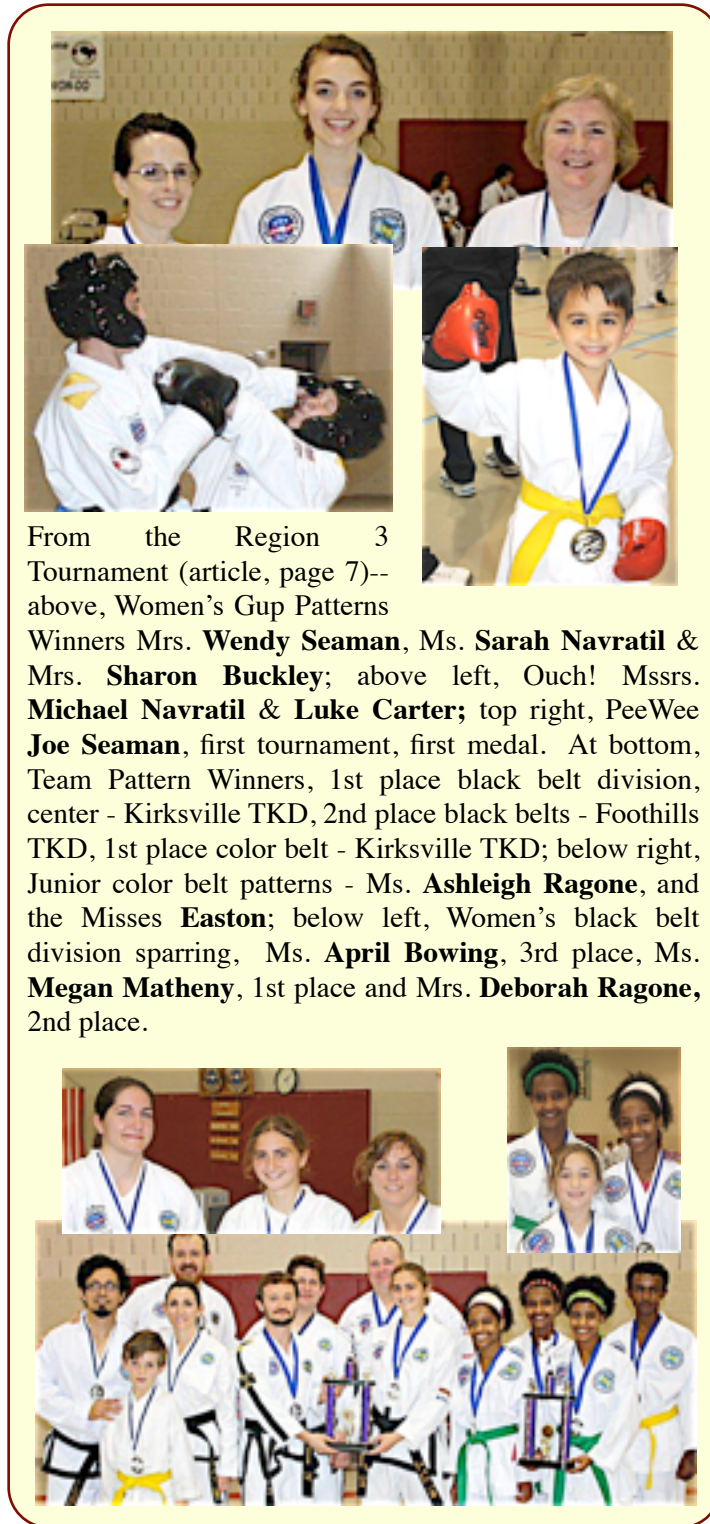 ON-DO
From the Region 3
Tournament (article, page 7)--
above, Women's Gup Patterns
Winners Mrs. Wendy Seaman, Ms. Sarah Navratil &
Mrs. Sharon Buckley; above left, Ouch! Mssrs.
Michael Navratil & Luke Carter; top right, PeeWee
Joe Seaman, first tournament, first medal. At bottom,
Team Pattern Winners, 1st place black belt division,
center - Kirksville TKD, 2nd place black belts - Foothills
TKD, 1st place color belt - Kirksville TKD; below right,
Junior color belt patterns - Ms. Ashleigh Ragone, and
the Misses Easton; below left, Women's black belt
division sparring, Ms. April Bowing, 3rd place, Ms.
Megan Matheny, 1st place and Mrs. Deborah Ragone,
2nd place.